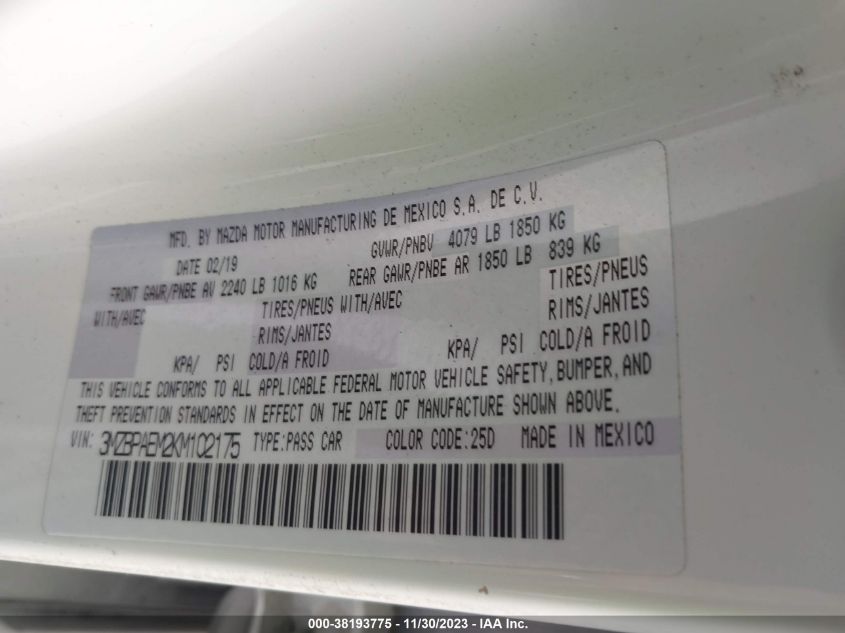 MFD. BY MAZDA MOTOR MANUFACTURING DE MEXICO S.A. DE C.V.
DATE 02/19 GVWR/PNBV 4079 LB 1850 KG
FRONT GAWR/PNBE AV 2240 LB 1016 KG REAR GAWR/PNBE AR 1850 LB 839 KG
WITH/AVEC TIRES/PNEUS WITH/AVEC TIRES/PNEUS
RIMS/JANTES RIMS/JANTES
KPA/ PSI COLD/A FROID KPA/ PSI COLD/A FROID
THIS VEHICLE CONFORMS TO ALL APPLICABLE FEDERAL MOTOR VEHICLE SAFETY, BUMPER, AND
THEFT PREVENTION STANDARDS IN EFFECT ON THE DATE OF MANUFACTURE SHOWN ABOVE.
VIN: 3MZBPAEM2KM102175 TYPE:PASS CAR COLOR CODE:25D MADE IN MEXICO
000-38193775 - 11/30/2023 - IAA Inc.